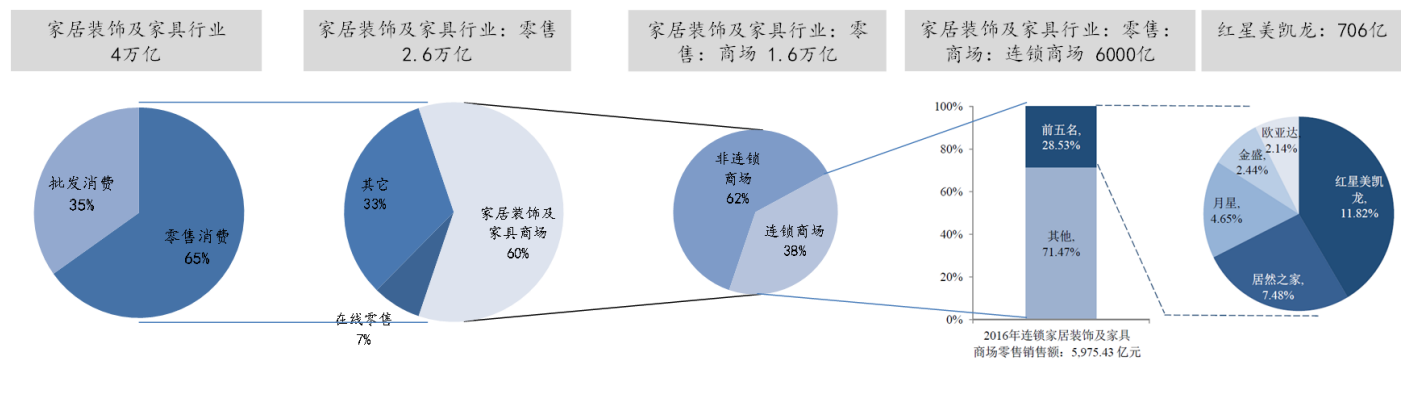 家居装饰及家具行业
4万亿
家居装饰及家具行业：零售
2.6万亿
家居装饰及家具行业：零
售：商场 1.6万亿
家居装饰及家具行业：零售：
商场：连锁商场 6000亿
红星美凯龙：706亿
批发消费
35%
零售消费
65%
其它
33%
家居装饰及
家具商场
60%
在线零售
7%
非连锁
商场
62%
连锁商场
38%
100%
80%
60%
40%
20%
0%
前五名,
28.53%
其他,
71.47%
2016年连锁家居装饰及家具
商场零售销售额：5,975.43 亿元
欧亚达
2.14%
金盛,
2.44%
月星,
4.65%
居然之家,
7.48%
红星美凯
龙,
11.82%